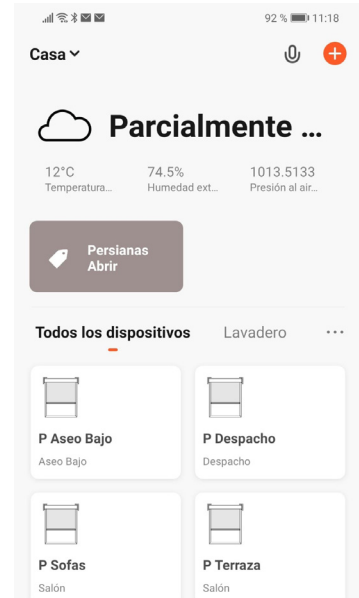 92 % 11:18
Casa
Parcialmente ...
12°C 74.5% 1013.5133
Temperatura... Humedad ext... Presión al air...
Persianas
Abrir
Todos los dispositivos Lavadero ...
P Aseo Bajo P Despacho
Aseo Bajo Despacho
P Sofas P Terraza
Salón Salón